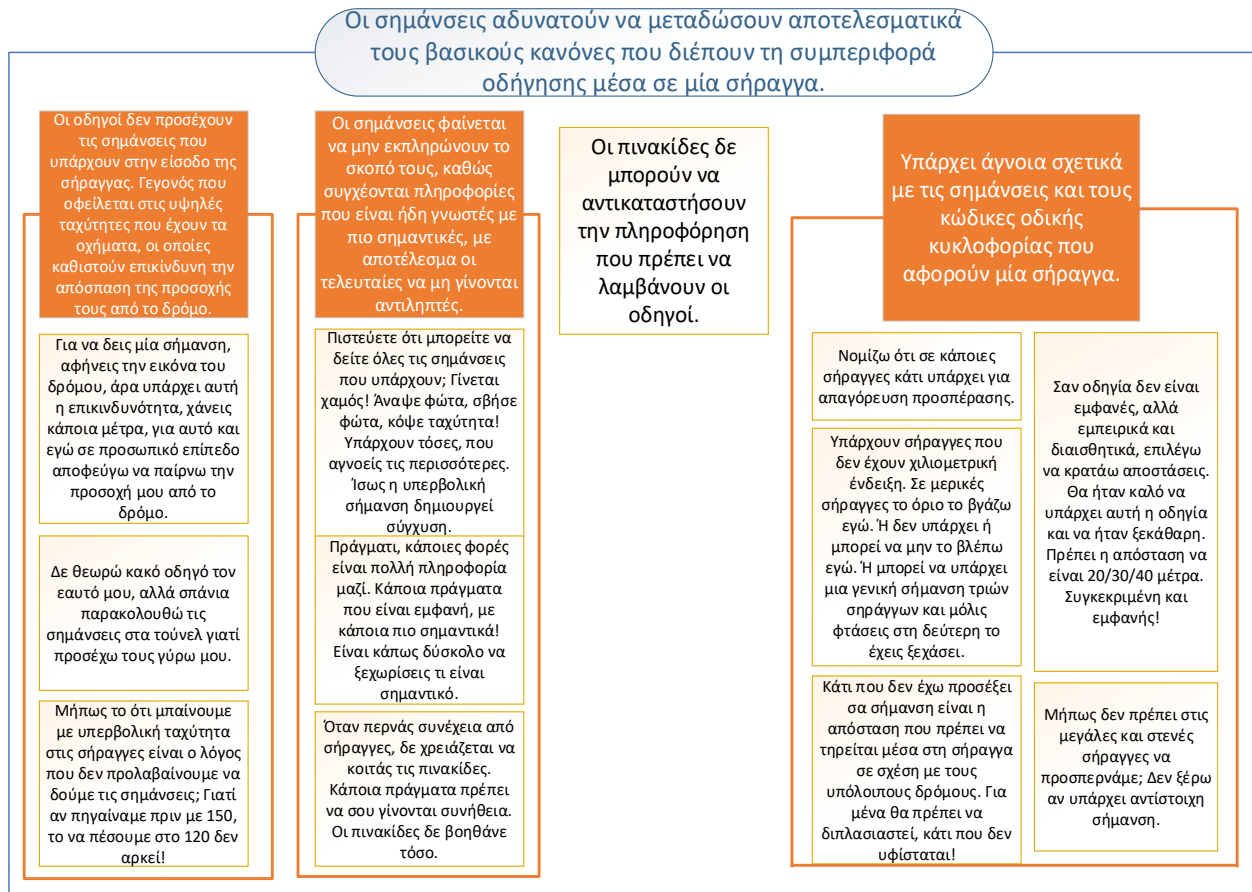 Οι σημάνσεις αδυνατούν να μεταδώσουν αποτελεσματικά
τους βασικούς κανόνες που διέπουν τη συμπεριφορά
οδήγησης μέσα σε μία σήραγγα.
Οι οδηγοί δεν προσέχουν
τις σημάνσεις που
υπάρχουν στην είσοδο της
σήραγγας. Γεγονός που
οφείλεται στις υψηλές
ταχύτητες που έχουν τα
οχήματα, οι οποίες
καθιστούν επικίνδυνη την
απόσπαση της προσοχής
τους από το δρόμο.
Για να δεις μία σήμανση,
αφήνεις την εικόνα του
δρόμου, άρα υπάρχει αυτή
η επικινδυνότητα, χάνεις
κάποια μέτρα, για αυτό και
εγώ σε προσωπικό επίπεδο
αποφεύγω να παίρνω την
προσοχή μου από το
δρόμο.
Δε θεωρώ κακό οδηγό τον
εαυτό μου, αλλά σπάνια
παρακολουθώ τις
σημάνσεις στα τούνελ γιατί
προσέχω τους γύρω μου.
Μήπως το ότι μπαίνουμε
με υπερβολική ταχύτητα
στις σήραγγες είναι ο λόγος
που δεν προλαβαίνουμε να
δούμε τις σημάνσεις; Γιατί
αν πηγαίναμε πριν με 150,
το να πέσουμε στο 120 δεν
αρκεί!
Οι σημάνσεις φαίνεται
να μην εκπληρώνουν το
σκοπό τους, καθώς
συγχέονται πληροφορίες
που είναι ήδη γνωστές με
πιο σημαντικές, με
αποτέλεσμα οι
τελευταίες να μη γίνονται
αντιληπτές.
Πιστεύετε ότι μπορείτε να
δείτε όλες τις σημάνσεις
που υπάρχουν; Γίνεται
χαμός! Άναψε φώτα, σβήσε
φώτα, κόψε ταχύτητα!
Υπάρχουν τόσες, που
αγνοείς τις περισσότερες.
Ίσως η υπερβολική
σήμανση δημιουργεί
σύγχυση.
Πράγματι, κάποιες φορές
είναι πολλή πληροφορία
μαζί. Κάποια πράγματα
που είναι εμφανή, με
κάποια πιο σημαντικά!
Είναι κάπως δύσκολο να
ξεχωρίσεις τι είναι
σημαντικό.
Όταν περνάς συνέχεια από
σήραγγες, δε χρειάζεται να
κοιτάς τις πινακίδες.
Κάποια πράγματα πρέπει
να σου γίνονται συνήθεια.
Οι πινακίδες δε βοηθάνε
τόσο.
Οι πινακίδες δε
μπορούν να
αντικαταστήσουν
την πληροφόρηση
που πρέπει να
λαμβάνουν οι
οδηγοί.
Υπάρχει άγνοια σχετικά
με τις σημάνσεις και τους
κώδικες οδικής
κυκλοφορίας που
αφορούν μία σήραγγα.
Νομίζω ότι σε κάποιες
σήραγγες κάτι υπάρχει για
απαγόρευση προσπέρασης.
Υπάρχουν σήραγγες που
δεν έχουν χιλιομετρική
ένδειξη. Σε μερικές
σήραγγες το όριο το βγάζω
εγώ. Ή δεν υπάρχει ή
μπορεί να μην το βλέπω
εγώ. Ή μπορεί να υπάρχει
μια γενική σήμανση τριών
σηράγγων και μόλις
φτάσεις στη δεύτερη το
έχεις ξεχάσει.
Κάτι που δεν έχω προσέξει
σα σήμανση είναι η
απόσταση που πρέπει να
τηρείται μέσα στη σήραγγα
σε σχέση με τους
υπόλοιπους δρόμους. Για
μένα θα πρέπει να
διπλασιαστεί, κάτι που δεν
υφίσταται!
Σαν οδηγία δεν είναι
εμφανές, αλλά
εμπειρικά και
διαισθητικά, επιλέγω
να κρατάω αποστάσεις.
Θα ήταν καλό να
υπάρχει αυτή η οδηγία
και να ήταν ξεκάθαρη.
Πρέπει η απόσταση να
είναι 20/30/40 μέτρα.
Συγκεκριμένη και
εμφανής!
Μήπως δεν πρέπει στις
μεγάλες και στενές
σήραγγες να
προσπερνάμε; Δεν ξέρω
αν υπάρχει αντίστοιχη
σήμανση.